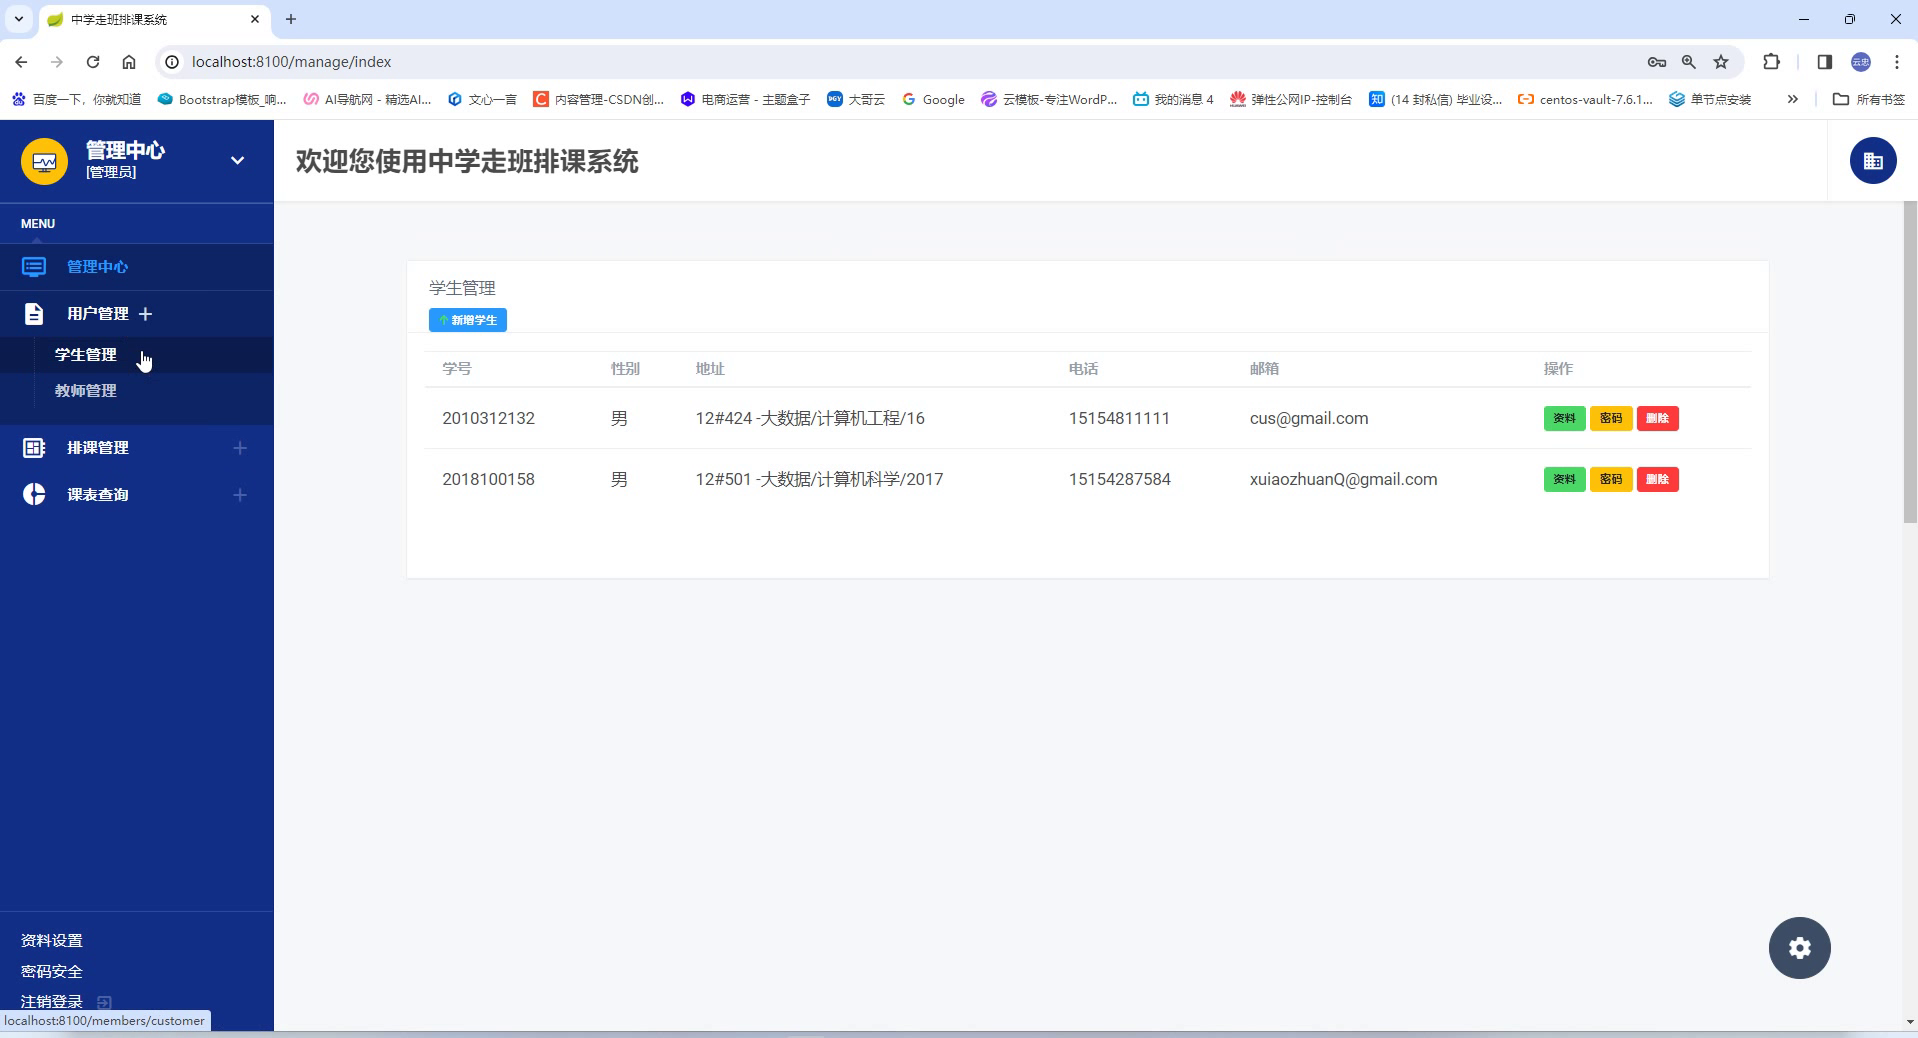 中学走班排课系统
localhost:8100/manage/index
云忠
百度一下，你就知道 Bootstrap模板_响... AI导航网 - 精选AI... 文心一言 内容管理-CSDN创... 电商运营 - 主题盒子 大哥云 Google 云模板-专注WordP... 我的消息 4 弹性公网IP-控制台 (14 封私信) 毕业设... centos-vault-7.6.1... 单节点安装 » 所有书签
管理中心
[管理员]
欢迎您使用中学走班排课系统
MENU
管理中心
用户管理
学生管理
教师管理
排课管理
课表查询
学生管理
新增学生
学号 性别 地址 电话 邮箱 操作
2010312132 男 12#424 -大数据/计算机工程/16 15154811111 cus@gmail.com 资料 密码 删除
2018100158 男 12#501 -大数据/计算机科学/2017 15154287584 xuiaozhuanQ@gmail.com 资料 密码 删除
资料设置
密码安全
注销登录
localhost:8100/members/customer